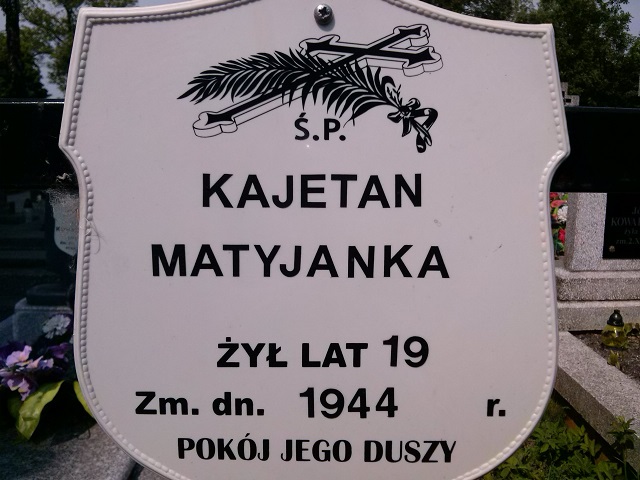 Ś.P.
KAJETAN
MATYJANKA
ŻYŁ LAT 19
Zm. dn. 1944 r.
POKÓJ JEGO DUSZY